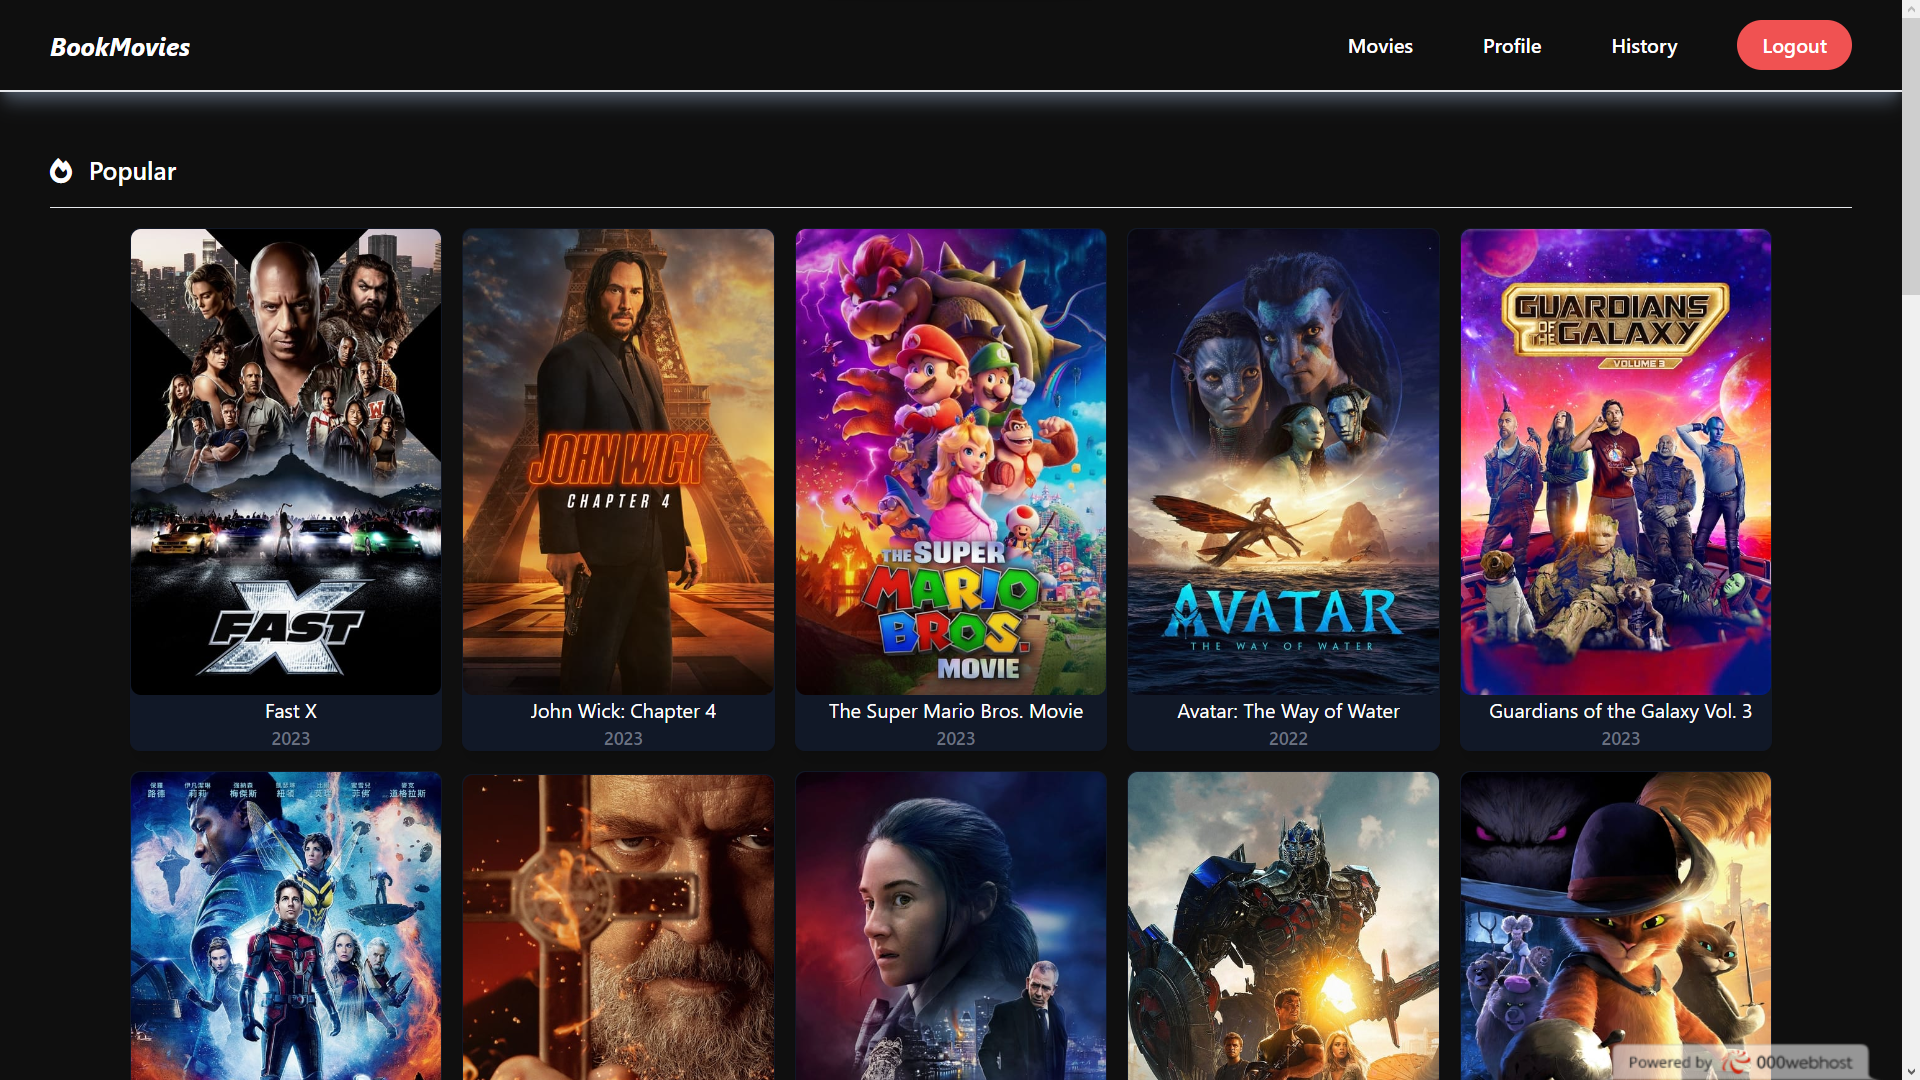 BookMovies
Movies
Profile
History
Logout
Popular
FAST X
JOHN WICK
CHAPTER 4
THE SUPER
MARIO
BROS.
MOVIE
AVATAR
THE WAY OF WATER
GUARDIANS
OF THE GALAXY
VOLUME 3
Fast X
2023
John Wick: Chapter 4
2023
The Super Mario Bros. Movie
2023
Avatar: The Way of Water
2022
Guardians of the Galaxy Vol. 3
2023
Powered by 000webhost